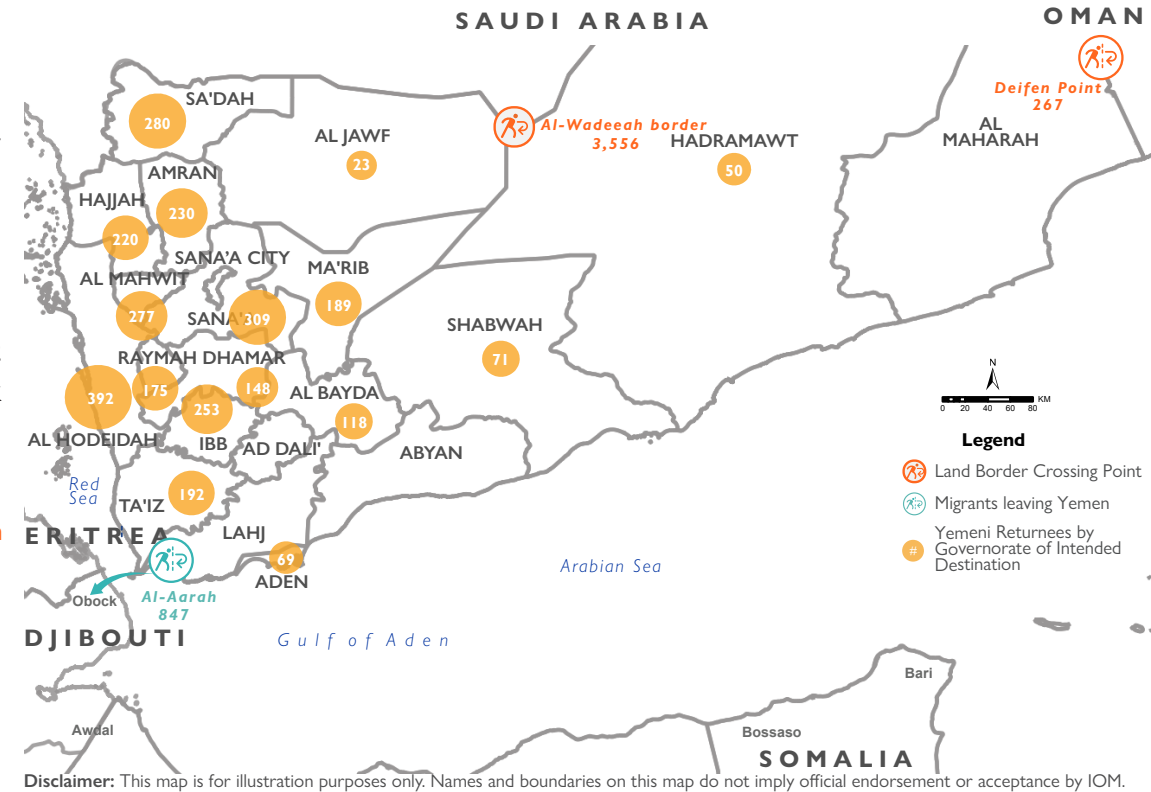 SAUDI ARABIA
OMAN
Deifen Point
267
SA'DAH
280
AL JAWF
23
Al-Wadeeah border
3,556
HADRAMAWT
50
AL
MAHARAH
AMRAN
230
HAJJAH
220
SANA'A CITY
MA'RIB
189
AL MAHWIT
277
SANA'
309
SHABWAH
71
RAYMAH DHAMAR
175
148
392
253
AL BAYDA
118
AL HODEIDAH
IBB
AD DALI'
ABYAN
Red
Sea
TA'IZ
192
LAHJ
ERITREA
69
ADEN
Al-Aarah
847
Obock
DJIBOUTI
Gulf of Aden
Arabian Sea
N
0 20 40 60 80 KM
Legend
Land Border Crossing Point
Migrants leaving Yemen
#
Yemeni Returnees by
Governorate of Intended
Destination
Bari
Awdal
Bossaso
SOMALIA
Disclaimer: This map is for illustration purposes only. Names and boundaries on this map do not imply official endorsement or acceptance by IOM.